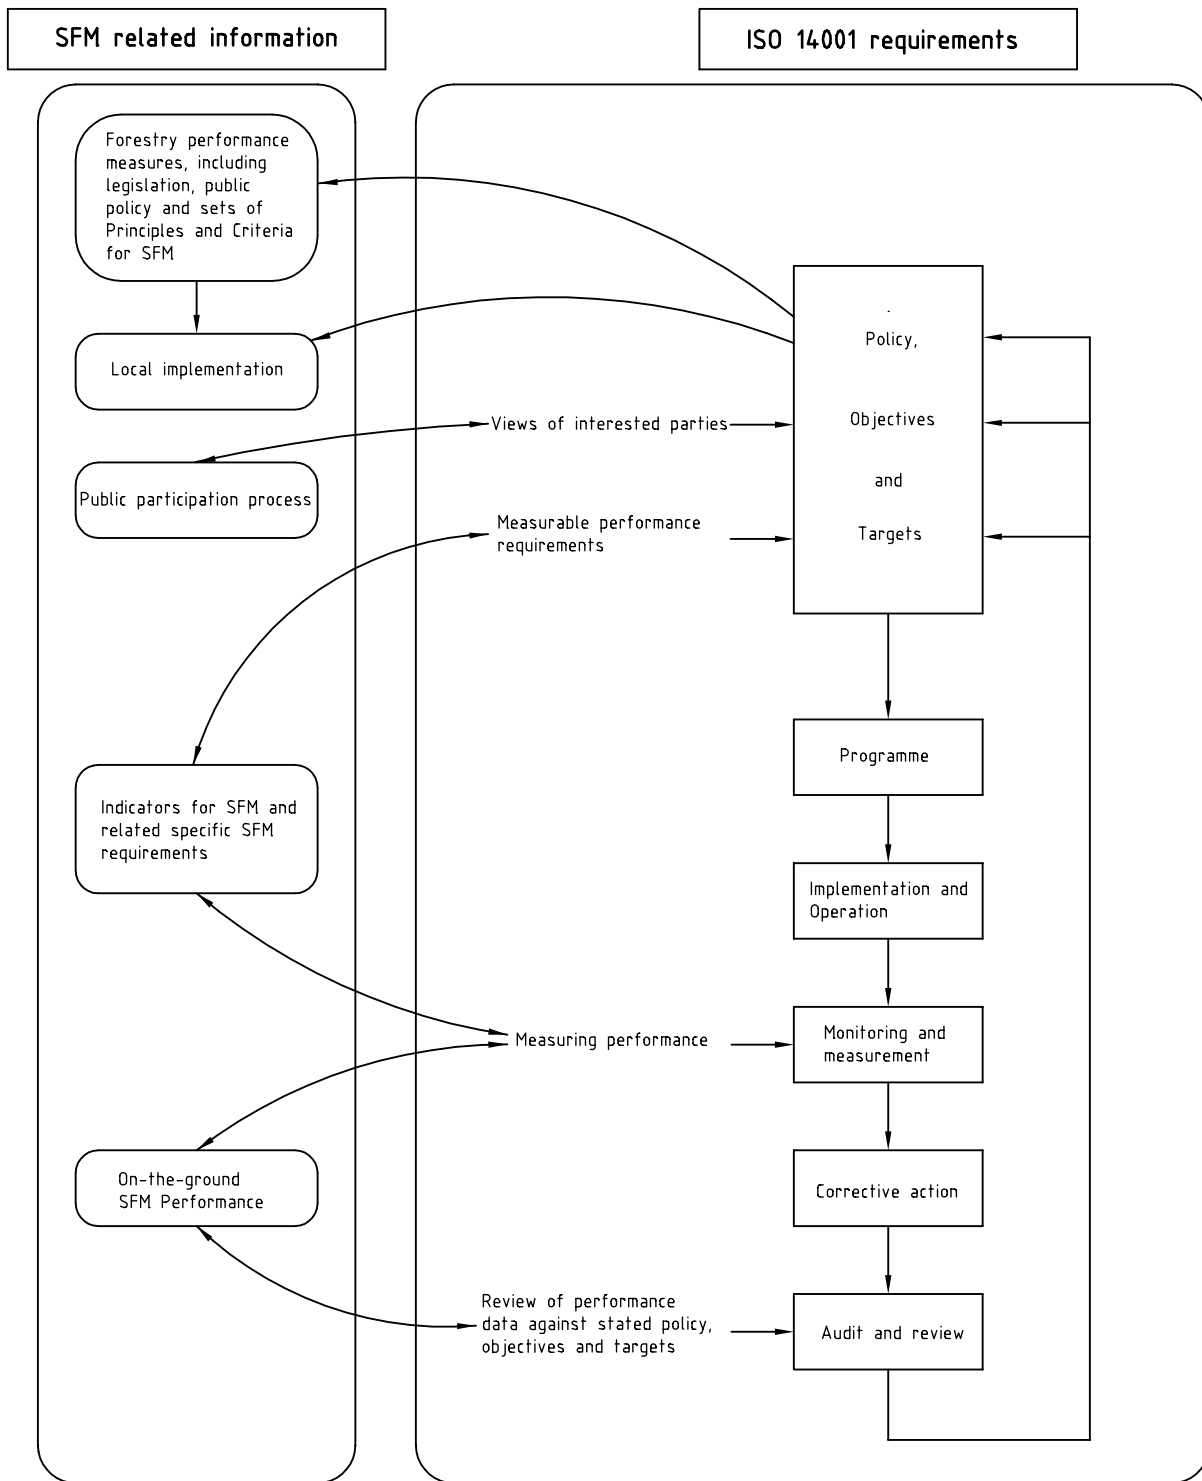 SFM related information
ISO 14001 requirements
Forestry performance
measures, including
legislation, public
policy and sets of
Principles and Criteria
for SFM
Local implementation
Public participation process
Indicators for SFM and
related specific SFM
requirements
On-the-ground
SFM Performance
Views of interested parties
Measurable performance
requirements
Measuring performance
Review of performance
data against stated policy,
objectives and targets
Policy,
Objectives
and
Targets
Programme
Implementation and
Operation
Monitoring and
measurement
Corrective action
Audit and review